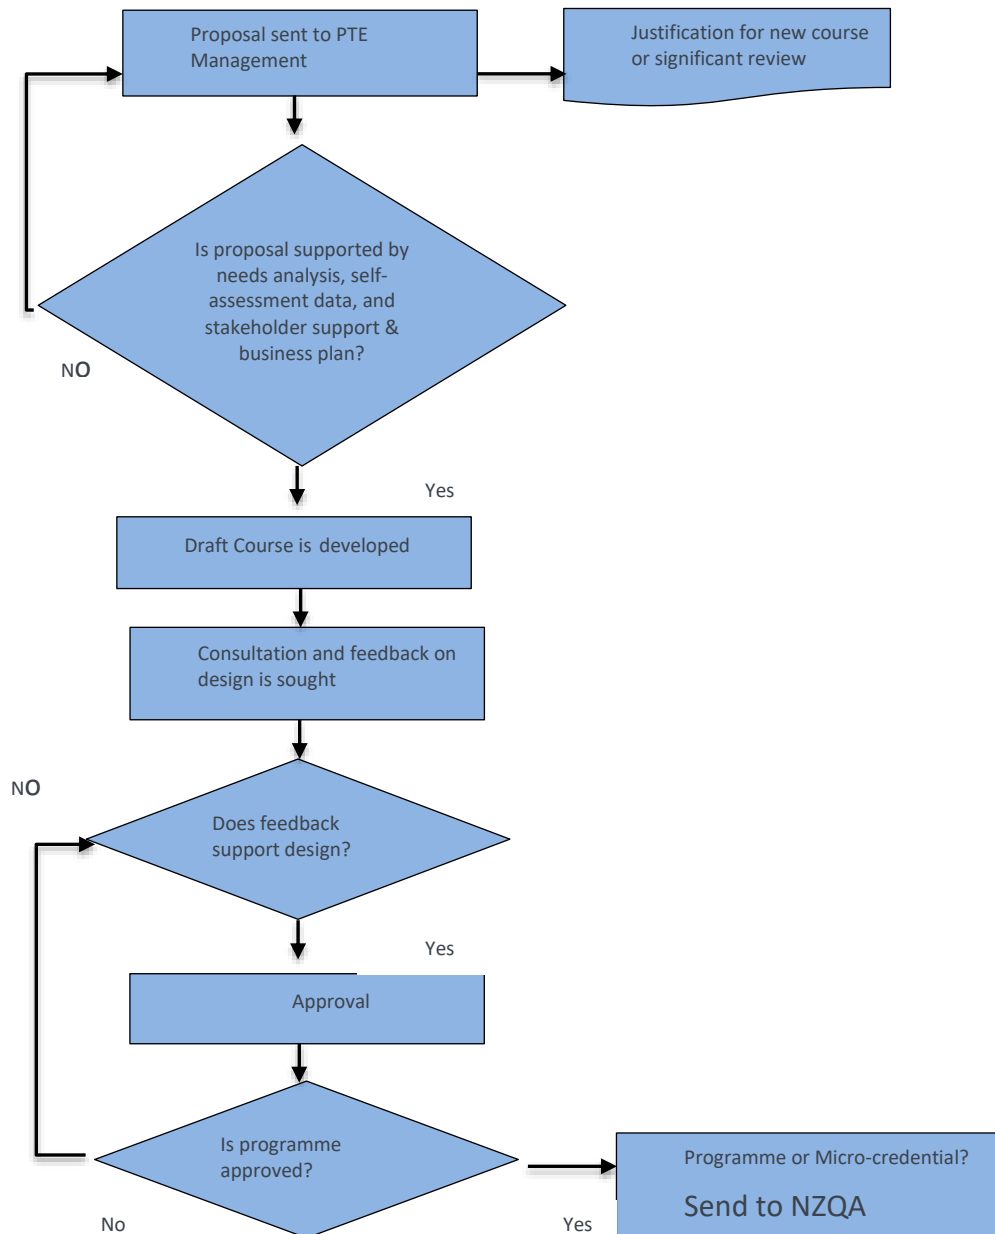 Proposal sent to PTE
Management
Justification for new course
or significant review
Is proposal supported by
needs analysis, self-
assessment data, and
stakeholder support &
business plan?
NO
Yes
Draft Course is developed
Consultation and feedback on
design is sought
NO
Does feedback
support design?
Yes
Approval
Is programme
approved?
Programme or Micro-credential?
Send to NZQA
No
Yes